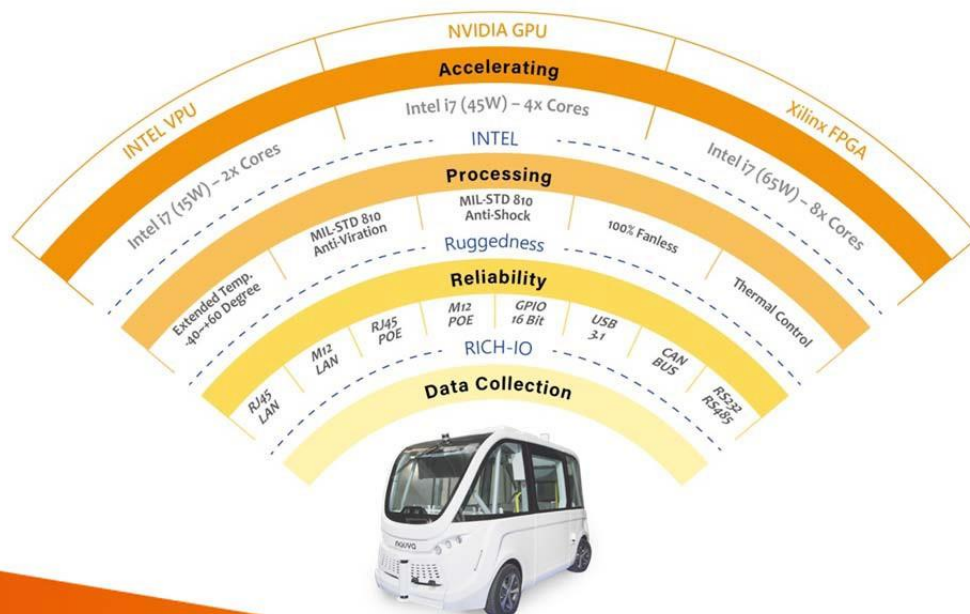 NVIDIA GPU
INTEL VPU
Xilinx FPGA
Accelerating
Intel i7 (15W) – 2x Cores
Intel i7 (45W) – 4x Cores
Intel i7 (65W) – 8x Cores
INTEL
Processing
Extended Temp.
-40~+60 Degree
MIL-STD 810
Anti-Viration
MIL-STD 810
Anti-Shock
100% Fanless
Thermal Control
Ruggedness
Reliability
RJ45
LAN
M12
LAN
RJ45
POE
M12
POE
GPIO
16 Bit
USB
3.1
CAN
BUS
RS232
RS485
RICH-IO
Data Collection